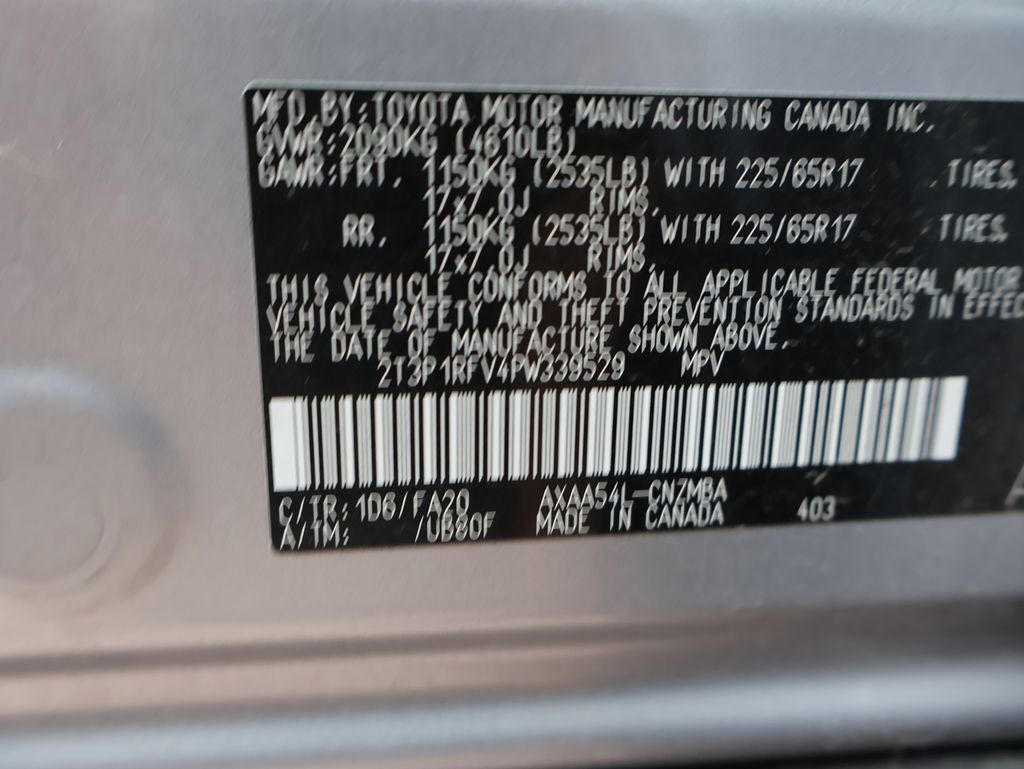 MFD. BY: TOYOTA MOTOR MANUFACTURING CANADA INC.
GVWR: 2090KG (4610LB)
GAWR: FRT. 1150KG (2535LB) WITH 225/65R17 TIRES.
17x7.0J RIMS.
RR. 1150KG (2535LB) WITH 225/65R17 TIRES.
17x7.0J RIMS.
THIS VEHICLE CONFORMS TO ALL APPLICABLE FEDERAL MOTOR
VEHICLE SAFETY AND THEFT PREVENTION STANDARDS IN EFFEC
THE DATE OF MANUFACTURE SHOWN ABOVE.
2T3P1RFV4PW339529 MPV
C/TR: 1D6/FA20 AXAA54L-CNZMBA
A/TM: /UB80F MADE IN CANADA 403